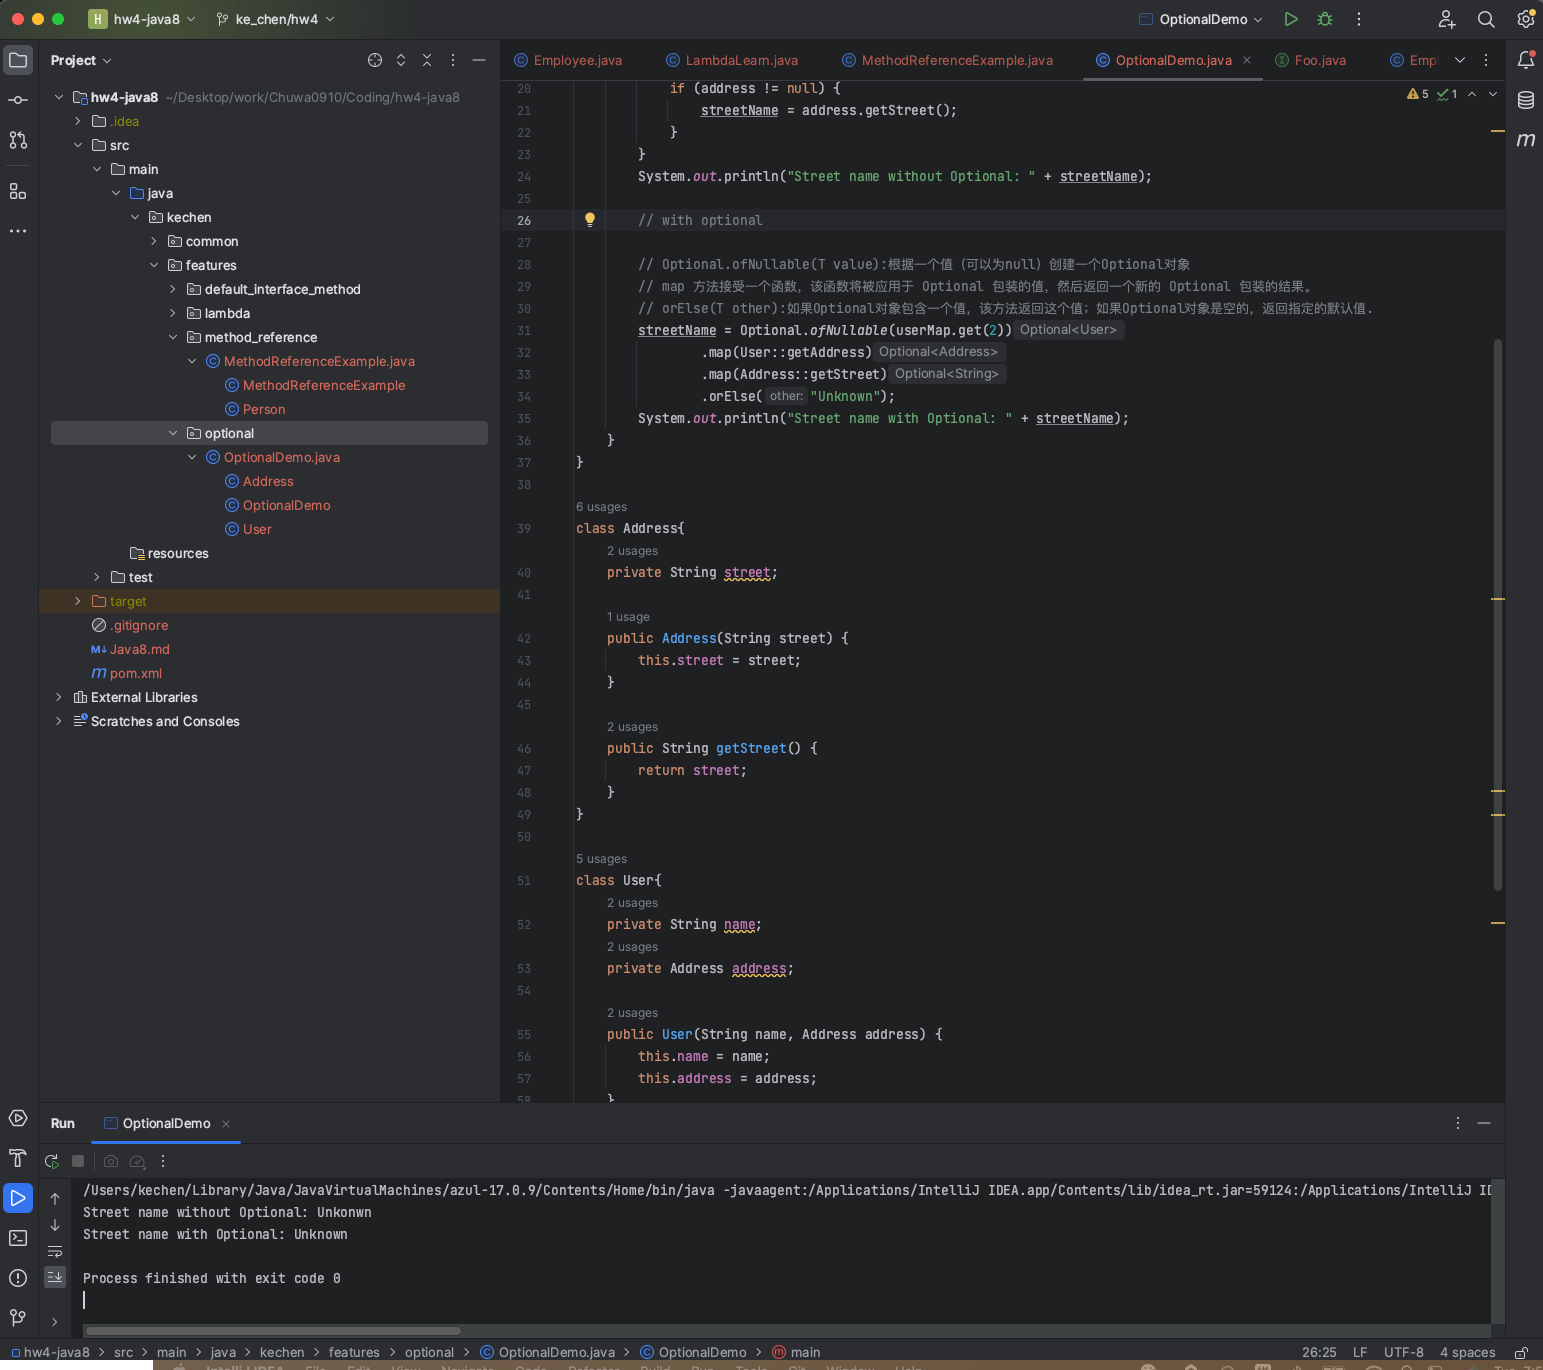 H hw4-java8 ke_chen/hw4 OptionalDemo
Project
hw4-java8 ~/Desktop/work/Chuwa0910/Coding/hw4-java8
.idea
src
main
java
kechen
common
features
default_interface_method
lambda
method_reference
MethodReferenceExample.java
MethodReferenceExample
Person
optional
OptionalDemo.java
Address
OptionalDemo
User
resources
test
target
.gitignore
Java8.md
pom.xml
External Libraries
Scratches and Consoles
Employee.java LambdaLearn.java MethodReferenceExample.java OptionalDemo.java Foo.java Emp
5 1
20 if (address != null) {
21 streetName = address.getStreet();
22 }
23 }
24 System.out.println("Street name without Optional: " + streetName);
25
26 // with optional
27
28 // Optional.ofNullable(T value):根据一个值（可以为null）创建一个Optional对象
29 // map 方法接受一个函数，该函数将被应用于 Optional 包装的值，然后返回一个新的 Optional 包装的结果。
30 // orElse(T other):如果Optional对象包含一个值，该方法返回这个值；如果Optional对象是空的，返回指定的默认值.
31 streetName = Optional.ofNullable(userMap.get(2)) Optional<User>
32 .map(User::getAddress) Optional<Address>
33 .map(Address::getStreet) Optional<String>
34 .orElse( other: "Unknown");
35 System.out.println("Street name with Optional: " + streetName);
36 }
37 }
38
6 usages
39 class Address{
2 usages
40 private String street;
41
1 usage
42 public Address(String street) {
43 this.street = street;
44 }
45
2 usages
46 public String getStreet() {
47 return street;
48 }
49 }
50
5 usages
51 class User{
2 usages
52 private String name;
2 usages
53 private Address address;
54
2 usages
55 public User(String name, Address address) {
56 this.name = name;
57 this.address = address;
58 }
Run OptionalDemo
/Users/kechen/Library/Java/JavaVirtualMachines/azul-17.0.9/Contents/Home/bin/java -javaagent:/Applications/IntelliJ IDEA.app/Contents/lib/idea_rt.jar=59124:/Applications/IntelliJ ID
Street name without Optional: Unkonwn
Street name with Optional: Unknown
Process finished with exit code 0
hw4-java8 src main java kechen features optional OptionalDemo.java OptionalDemo main 26:25 LF UTF-8 4 spaces